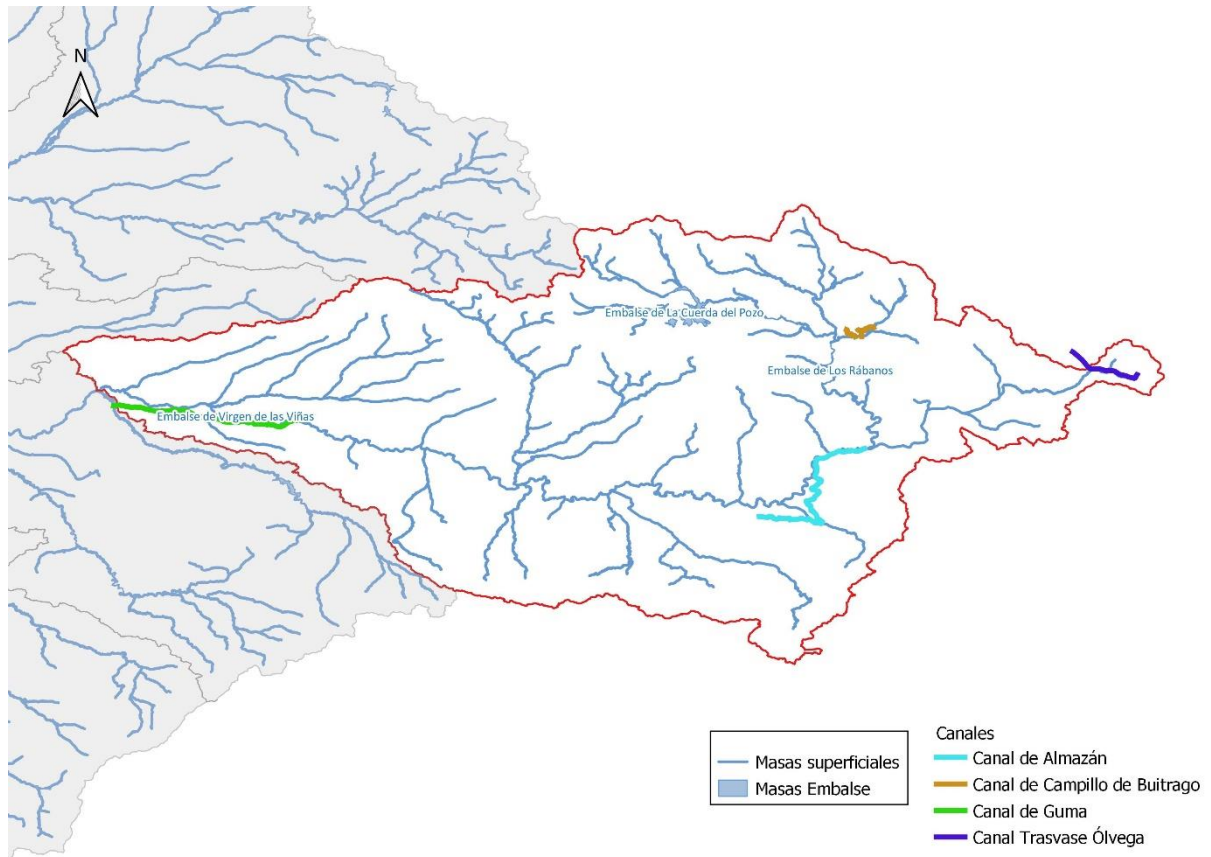 N
Embalse de La Cuerda del Pozo
Embalse de Los Rábanos
Embalse de Virgen de las Viñas
Masas superficiales
Masas Embalse
Canales
Canal de Almazán
Canal de Campillo de Buitrago
Canal de Guma
Canal Trasvase Ólvega